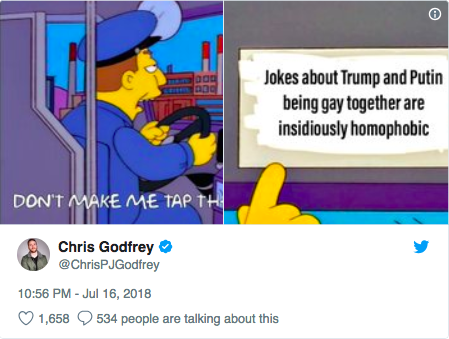 DON'T MAKE ME TAP TH
Jokes about Trump and Putin
being gay together are
insidiously homophobic
Chris Godfrey
@ChrisPJGodfrey
10:56 PM - Jul 16, 2018
1,658 534 people are talking about this